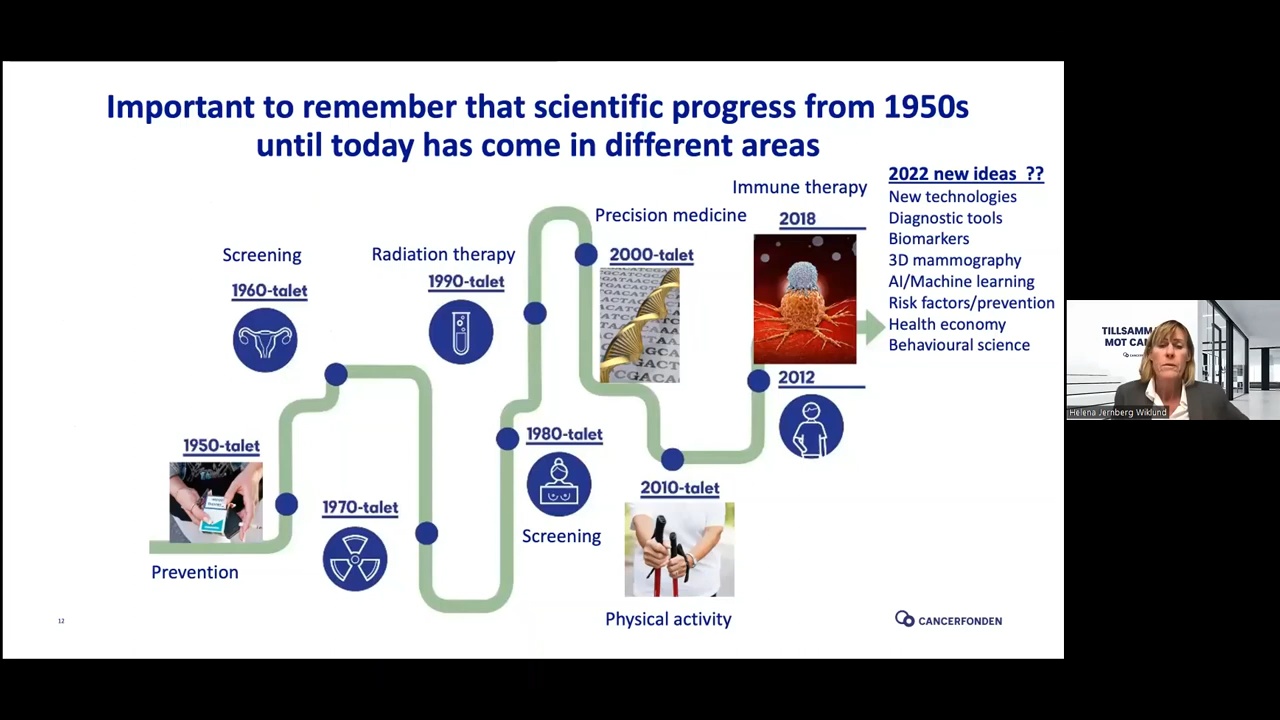 Important to remember that scientific progress from 1950s
until today has come in different areas
2022 new ideas ??
New technologies
Diagnostic tools
Biomarkers
3D mammography
AI/Machine learning
Risk factors/prevention
Health economy
Behavioural science
Immune therapy
2018
Precision medicine
2000-talet
Screening
1960-talet
Radiation therapy
1990-talet
2012
1950-talet
Prevention
1970-talet
1980-talet
Screening
2010-talet
Physical activity
12
CANCERFONDEN
TILLSAMM
MOT CAN
Helena Jernberg Wiklund